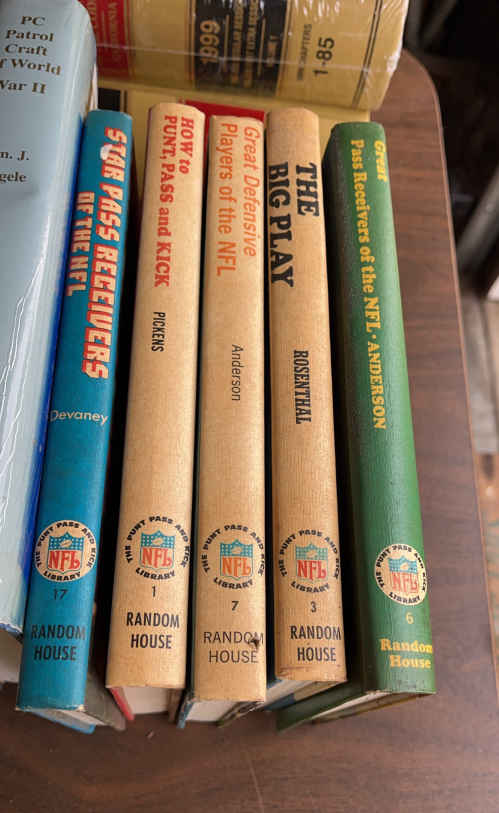 PC
Patrol
Craft
of World
War II
n. J.
gele
1999
1-85
STAR PASS RECEIVERS
OF THE NFL
Devaney
THE PUNT PASS AND KICK
NFL
LIBRARY
17
RANDOM
HOUSE
HOW to
PUNT, PASS and KICK
PICKENS
THE PUNT PASS AND KICK
NFL
LIBRARY
1
RANDOM
HOUSE
Great Defensive
Players of the NFL
Anderson
THE PUNT PASS AND KICK
NFL
LIBRARY
7
RANDOM
HOUSE
THE
BIG PLAY
ROSENTHAL
THE PUNT PASS AND KICK
NFL
LIBRARY
3
RANDOM
HOUSE
Great
Pass Receivers of the NFL · ANDERSON
THE PUNT PASS AND KICK
NFL
LIBRARY
6
Random
House